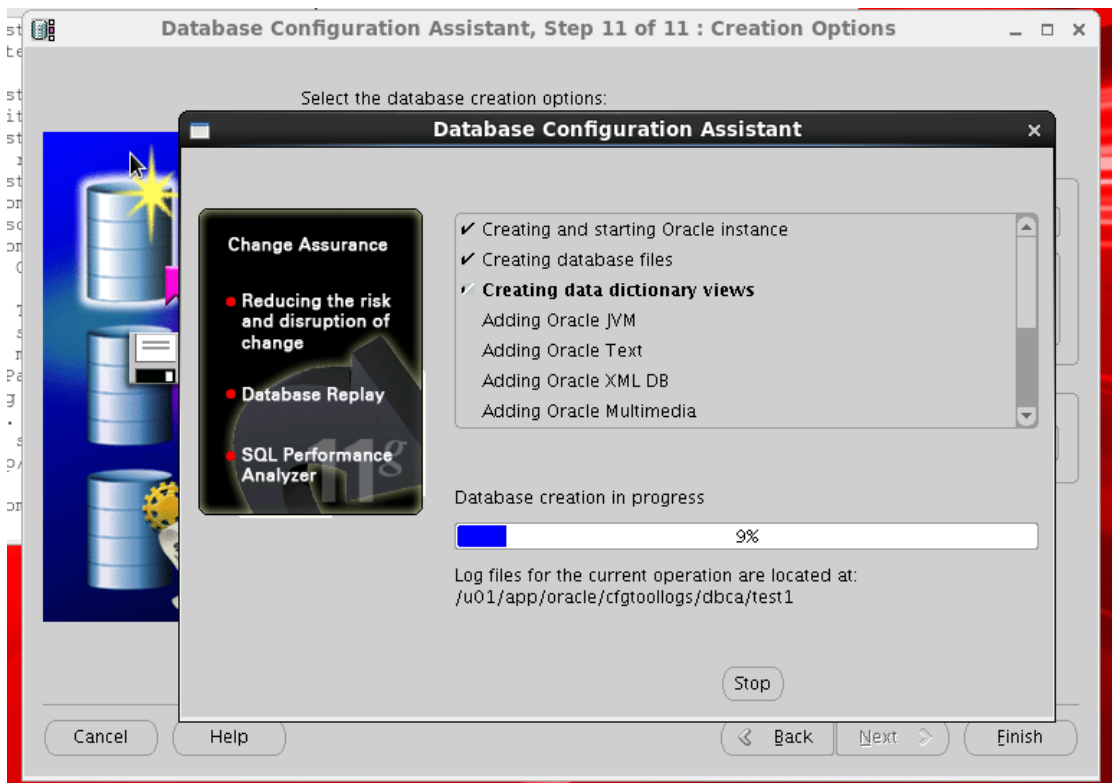 Database Configuration Assistant, Step 11 of 11 : Creation Options
Select the database creation options:
Database Configuration Assistant
Change Assurance
Reducing the risk
and disruption of
change
Database Replay
SQL Performance
Analyzer
11g
Creating and starting Oracle instance
Creating database files
Creating data dictionary views
Adding Oracle JVM
Adding Oracle Text
Adding Oracle XML DB
Adding Oracle Multimedia
Database creation in progress
9%
Log files for the current operation are located at:
/u01/app/oracle/cfgtoollogs/dbca/test1
Stop
Cancel
Help
Back
Next
Finish